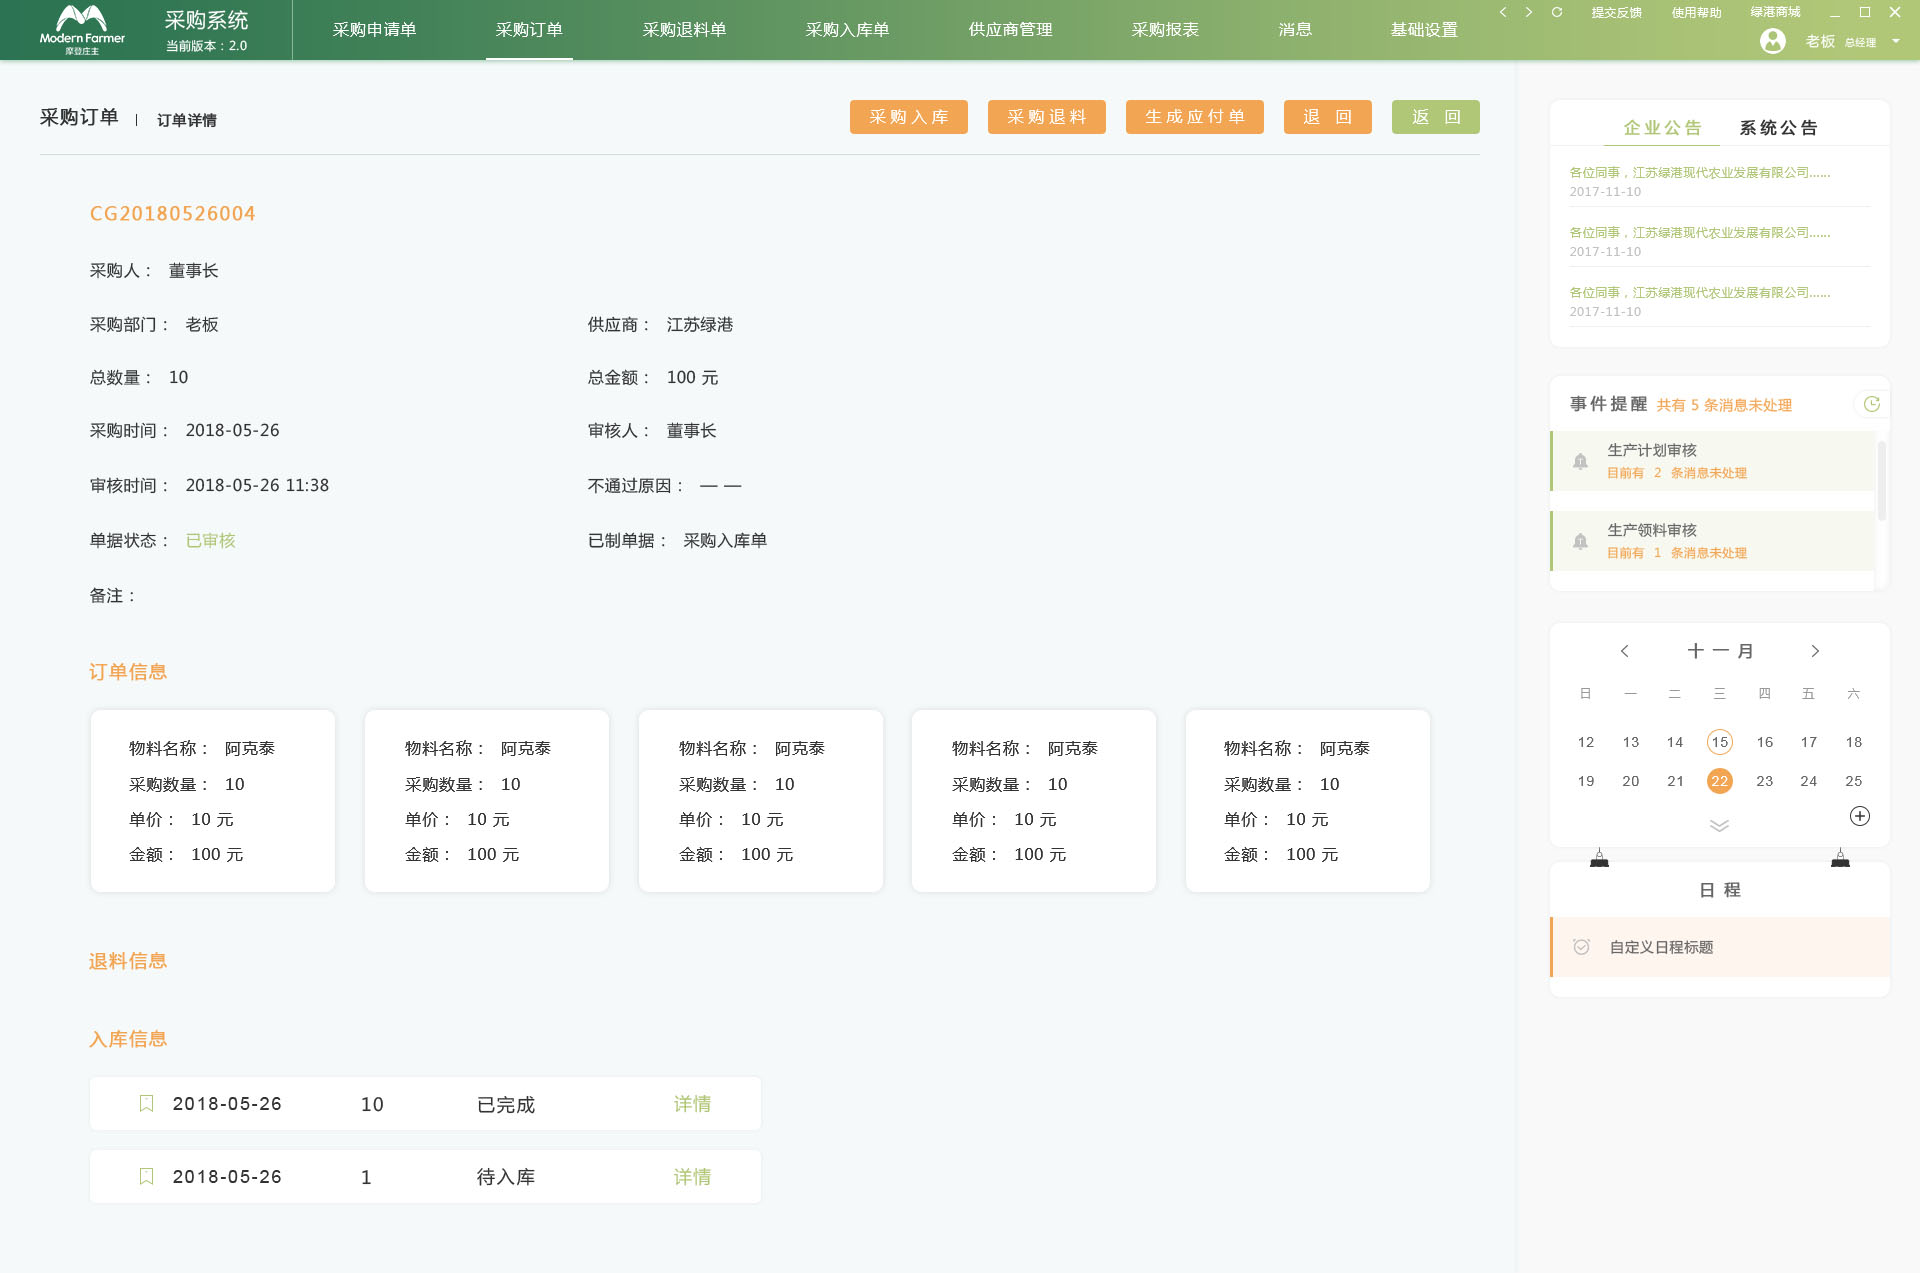 Modern Farmer
摩登庄主
采购系统
当前版本：2.0
采购申请单
采购订单
采购退料单
采购入库单
供应商管理
采购报表
消息
基础设置
提交反馈
使用帮助
绿港商城
老板 总经理
采购订单 | 订单详情
采购入库
采购退料
生成应付单
退 回
返 回
CG20180526004
采购人： 董事长
采购部门： 老板
供应商： 江苏绿港
总数量： 10
总金额： 100 元
采购时间： 2018-05-26
审核人： 董事长
审核时间： 2018-05-26 11:38
不通过原因： — —
单据状态： 已审核
已制单据： 采购入库单
备注：
订单信息
物料名称： 阿克泰
采购数量： 10
单价： 10 元
金额： 100 元
物料名称： 阿克泰
采购数量： 10
单价： 10 元
金额： 100 元
物料名称： 阿克泰
采购数量： 10
单价： 10 元
金额： 100 元
物料名称： 阿克泰
采购数量： 10
单价： 10 元
金额： 100 元
物料名称： 阿克泰
采购数量： 10
单价： 10 元
金额： 100 元
退料信息
入库信息
2018-05-26 10 已完成 详情
2018-05-26 1 待入库 详情
企业公告 系统公告
各位同事，江苏绿港现代农业发展有限公司......
2017-11-10
各位同事，江苏绿港现代农业发展有限公司......
2017-11-10
各位同事，江苏绿港现代农业发展有限公司......
2017-11-10
事件提醒 共有 5 条消息未处理
生产计划审核
目前有 2 条消息未处理
生产领料审核
目前有 1 条消息未处理
十一月
日 一 二 三 四 五 六
12 13 14 15 16 17 18
19 20 21 22 23 24 25
日 程
自定义日程标题